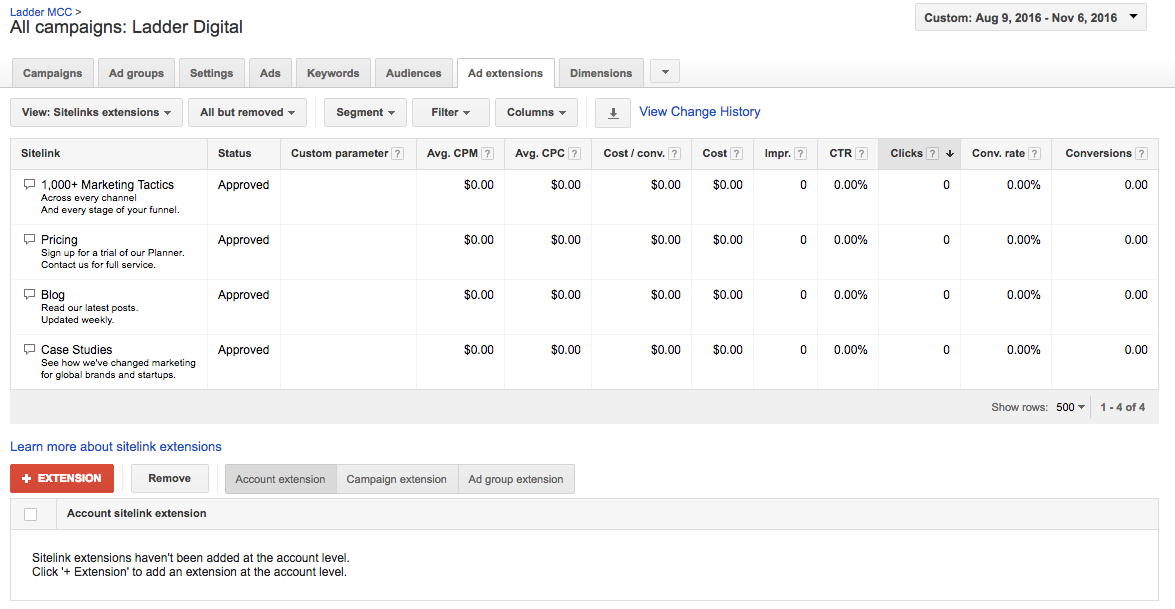 Ladder MCC >
All campaigns: Ladder Digital
Custom: Aug 9, 2016 - Nov 6, 2016
Campaigns Ad groups Settings Ads Keywords Audiences Ad extensions Dimensions
View: Sitelinks extensions All but removed Segment Filter Columns View Change History
Sitelink Status Custom parameter ? Avg. CPM ? Avg. CPC ? Cost / conv. ? Cost ? Impr. ? CTR ? Clicks ? Conv. rate ? Conversions ?
1,000+ Marketing Tactics Approved $0.00 $0.00 $0.00 $0.00 0 0.00% 0 0.00% 0.00
Across every channel
And every stage of your funnel.
Pricing Approved $0.00 $0.00 $0.00 $0.00 0 0.00% 0 0.00% 0.00
Sign up for a trial of our Planner.
Contact us for full service.
Blog Approved $0.00 $0.00 $0.00 $0.00 0 0.00% 0 0.00% 0.00
Read our latest posts.
Updated weekly.
Case Studies Approved $0.00 $0.00 $0.00 $0.00 0 0.00% 0 0.00% 0.00
See how we've changed marketing
for global brands and startups.
Show rows: 500 1 - 4 of 4
Learn more about sitelink extensions
+ EXTENSION Remove Account extension Campaign extension Ad group extension
Account sitelink extension
Sitelink extensions haven't been added at the account level.
Click '+ Extension' to add an extension at the account level.